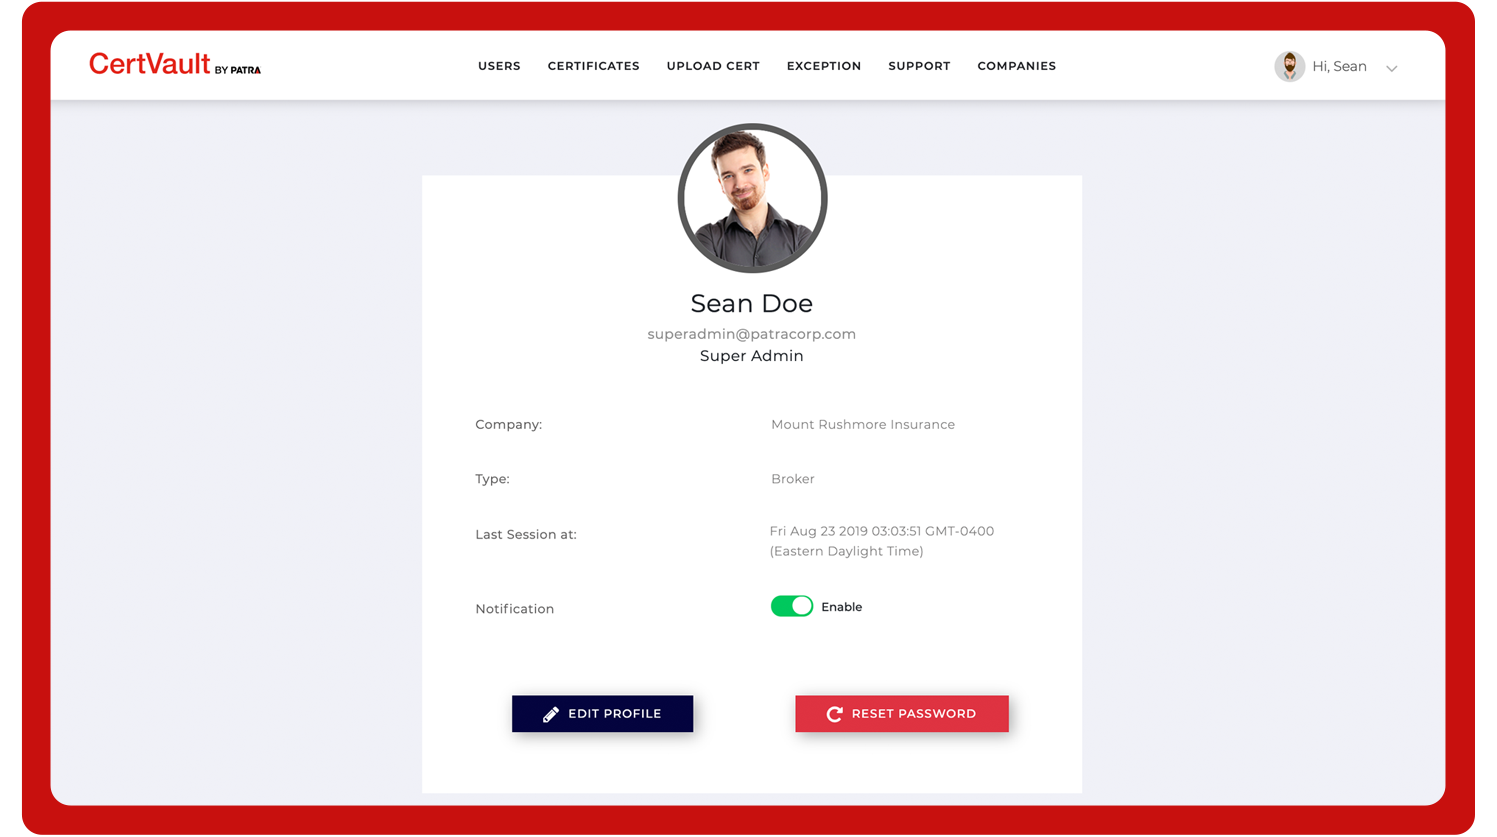 CertVault BY PATRA
USERS CERTIFICATES UPLOAD CERT EXCEPTION SUPPORT COMPANIES
Hi, Sean
Sean Doe
superadmin@patracorp.com
Super Admin
Company: Mount Rushmore Insurance
Type: Broker
Last Session at: Fri Aug 23 2019 03:03:51 GMT-0400
(Eastern Daylight Time)
Notification Enable
EDIT PROFILE RESET PASSWORD